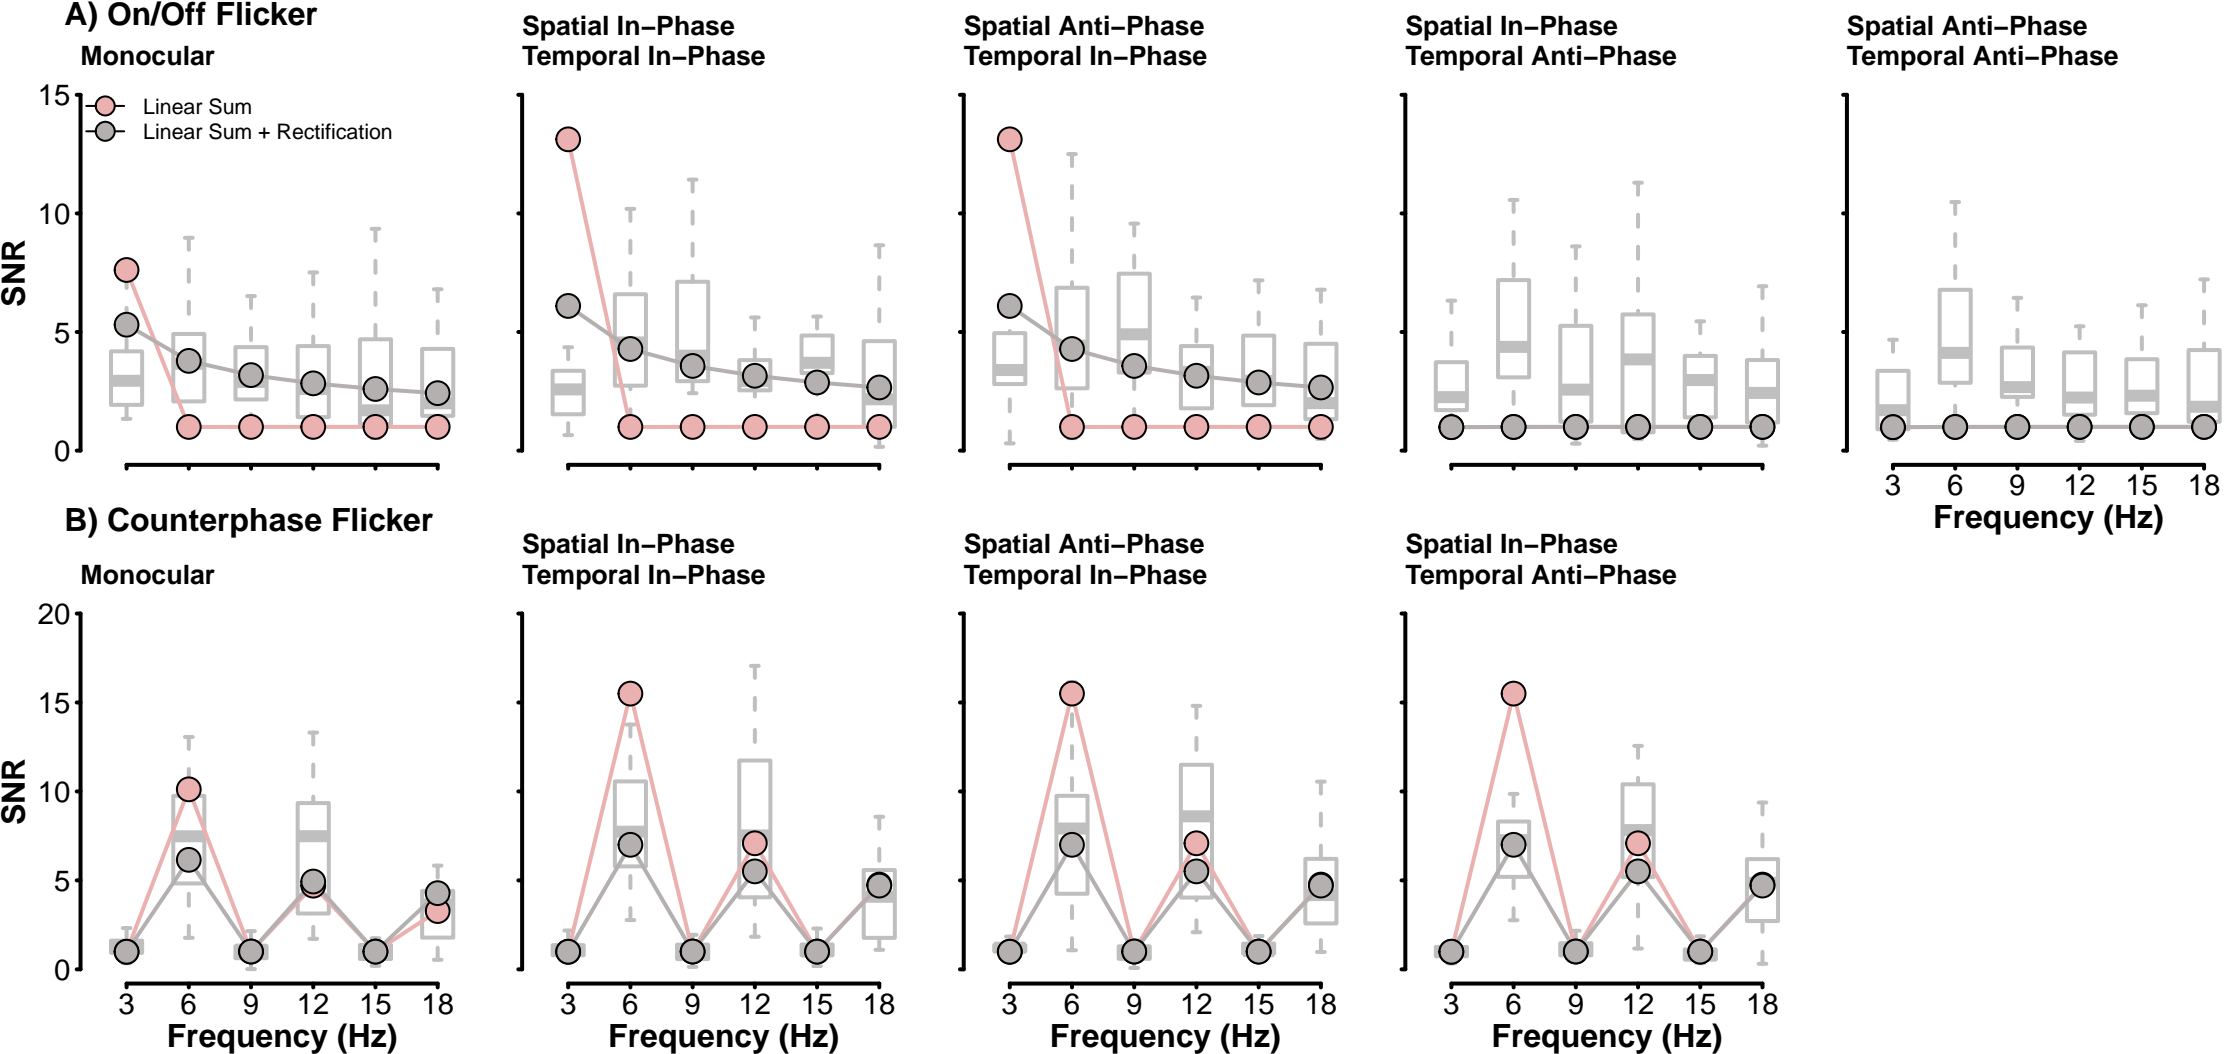 A) On/Off Flicker
Monocular
Spatial In–Phase
Temporal In–Phase
Spatial Anti–Phase
Temporal In–Phase
Spatial In–Phase
Temporal Anti–Phase
Spatial Anti–Phase
Temporal Anti–Phase
15
10
5
0
SNR
Linear Sum
Linear Sum + Rectification
3 6 9 12 15 18
Frequency (Hz)
B) Counterphase Flicker
Monocular
Spatial In–Phase
Temporal In–Phase
Spatial Anti–Phase
Temporal In–Phase
Spatial In–Phase
Temporal Anti–Phase
20
15
10
5
0
SNR
3 6 9 12 15 18
Frequency (Hz)
3 6 9 12 15 18
Frequency (Hz)
3 6 9 12 15 18
Frequency (Hz)
3 6 9 12 15 18
Frequency (Hz)